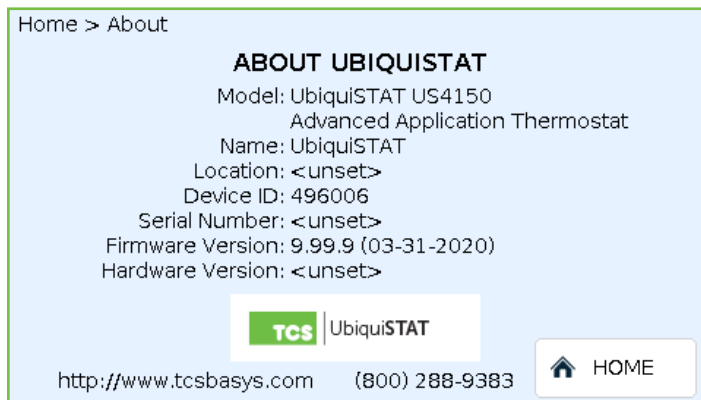 Home > About
ABOUT UBIQUISTAT
Model: UbiquiSTAT US4150
Advanced Application Thermostat
Name: UbiquiSTAT
Location: <unset>
Device ID: 496006
Serial Number: <unset>
Firmware Version: 9.99.9 (03-31-2020)
Hardware Version: <unset>
TCS UbiquiSTAT
http://www.tcsbasys.com (800) 288-9383
HOME